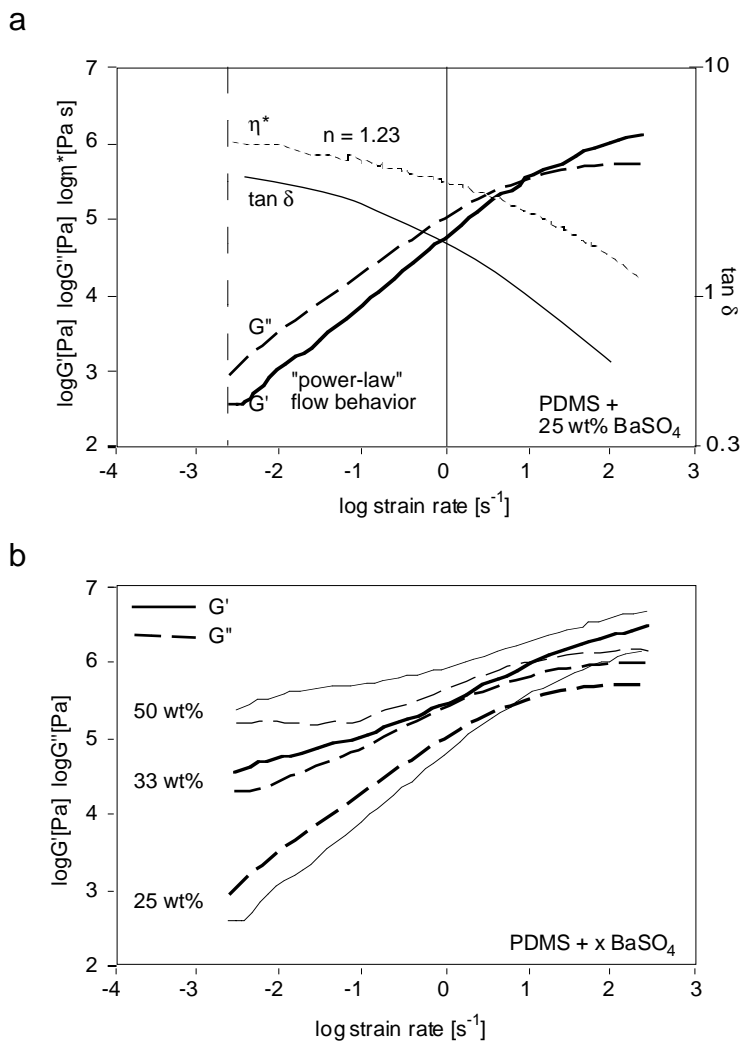 a
logG'[Pa] logG"[Pa] logη*[Pa s]
7
6
5
4
3
2
10
1
0.3
tan δ
η*
n = 1.23
tan δ
G"
G'
"power-law"
flow behavior
PDMS +
25 wt% BaSO4
-4 -3 -2 -1 0 1 2 3
log strain rate [s-1]
b
logG'[Pa] logG"[Pa]
7
6
5
4
3
2
G'
G"
50 wt%
33 wt%
25 wt%
PDMS + x BaSO4
-4 -3 -2 -1 0 1 2 3
log strain rate [s-1]